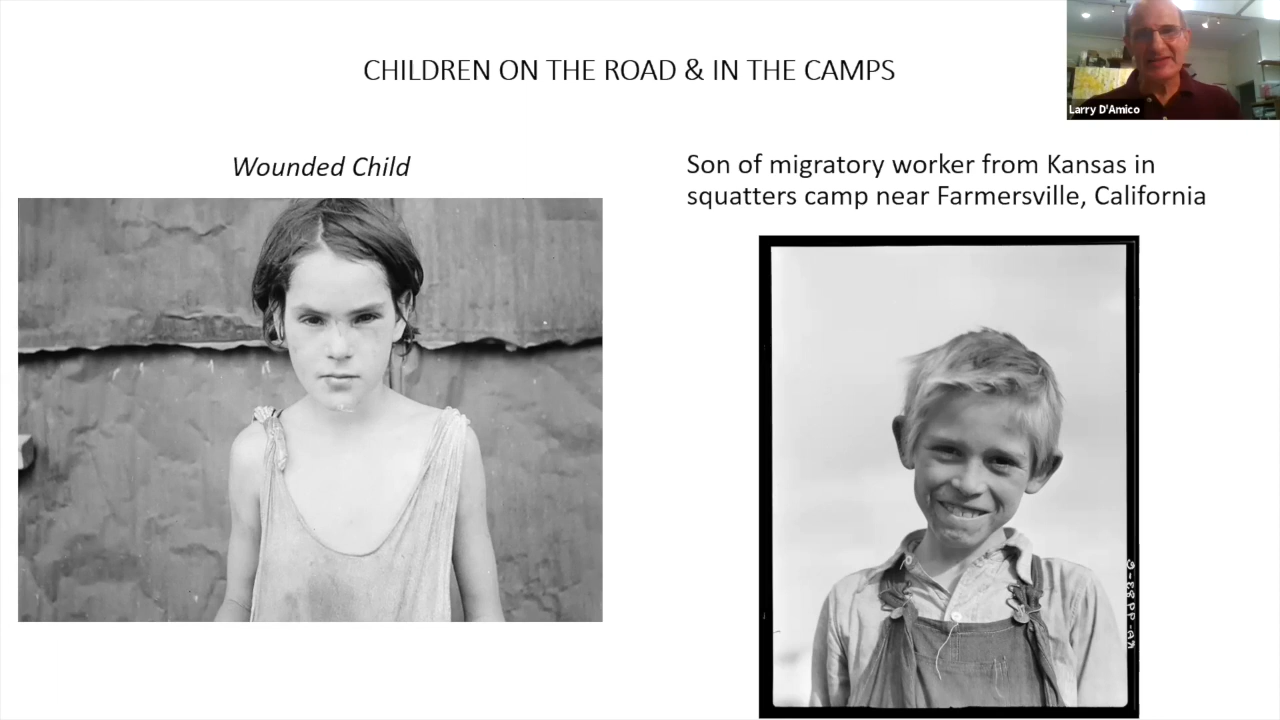 CHILDREN ON THE ROAD & IN THE CAMPS
Larry D'Amico
Wounded Child
Son of migratory worker from Kansas in
squatters camp near Farmersville, California